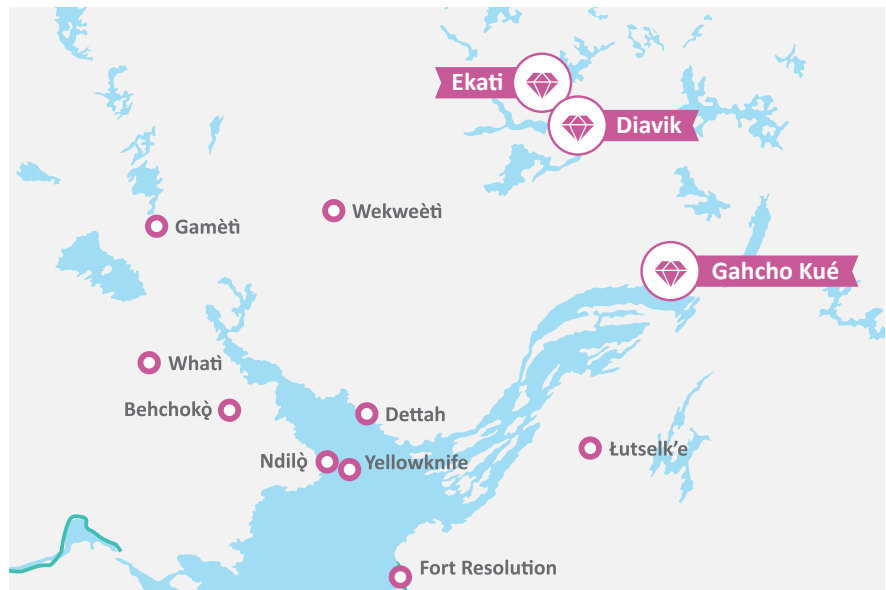 Ekati
Diavik
Wekweètì
Gamètì
Gahcho Kué
Whatì
Behchokǫ̀
Dettah
Łutselk’e
Ndilǫ̀
Yellowknife
Fort Resolution